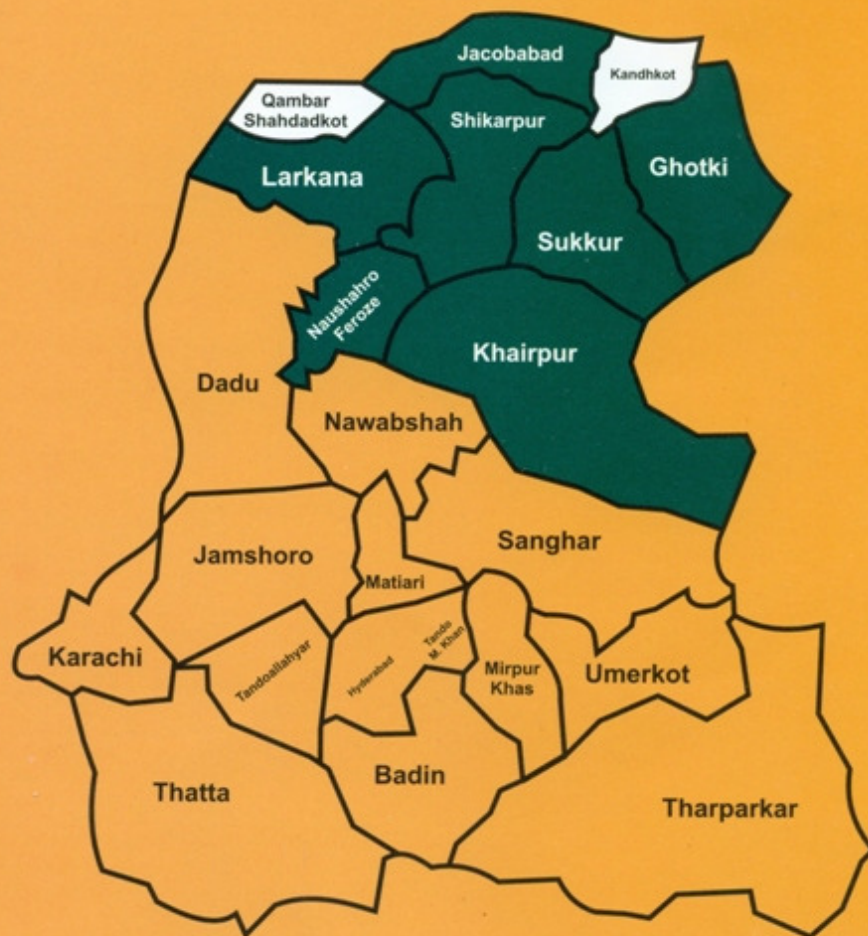 Jacobabad
Kandhkot
Qambar
Shahdadkot
Shikarpur
Ghotki
Larkana
Sukkur
Naushahro
Feroze
Khairpur
Dadu
Nawabshah
Sanghar
Jamshoro
Matiari
Karachi
Tandoallahyar
Hyderabad
Tando
M. Khan
Mirpur
Khas
Umerkot
Thatta
Badin
Tharparkar